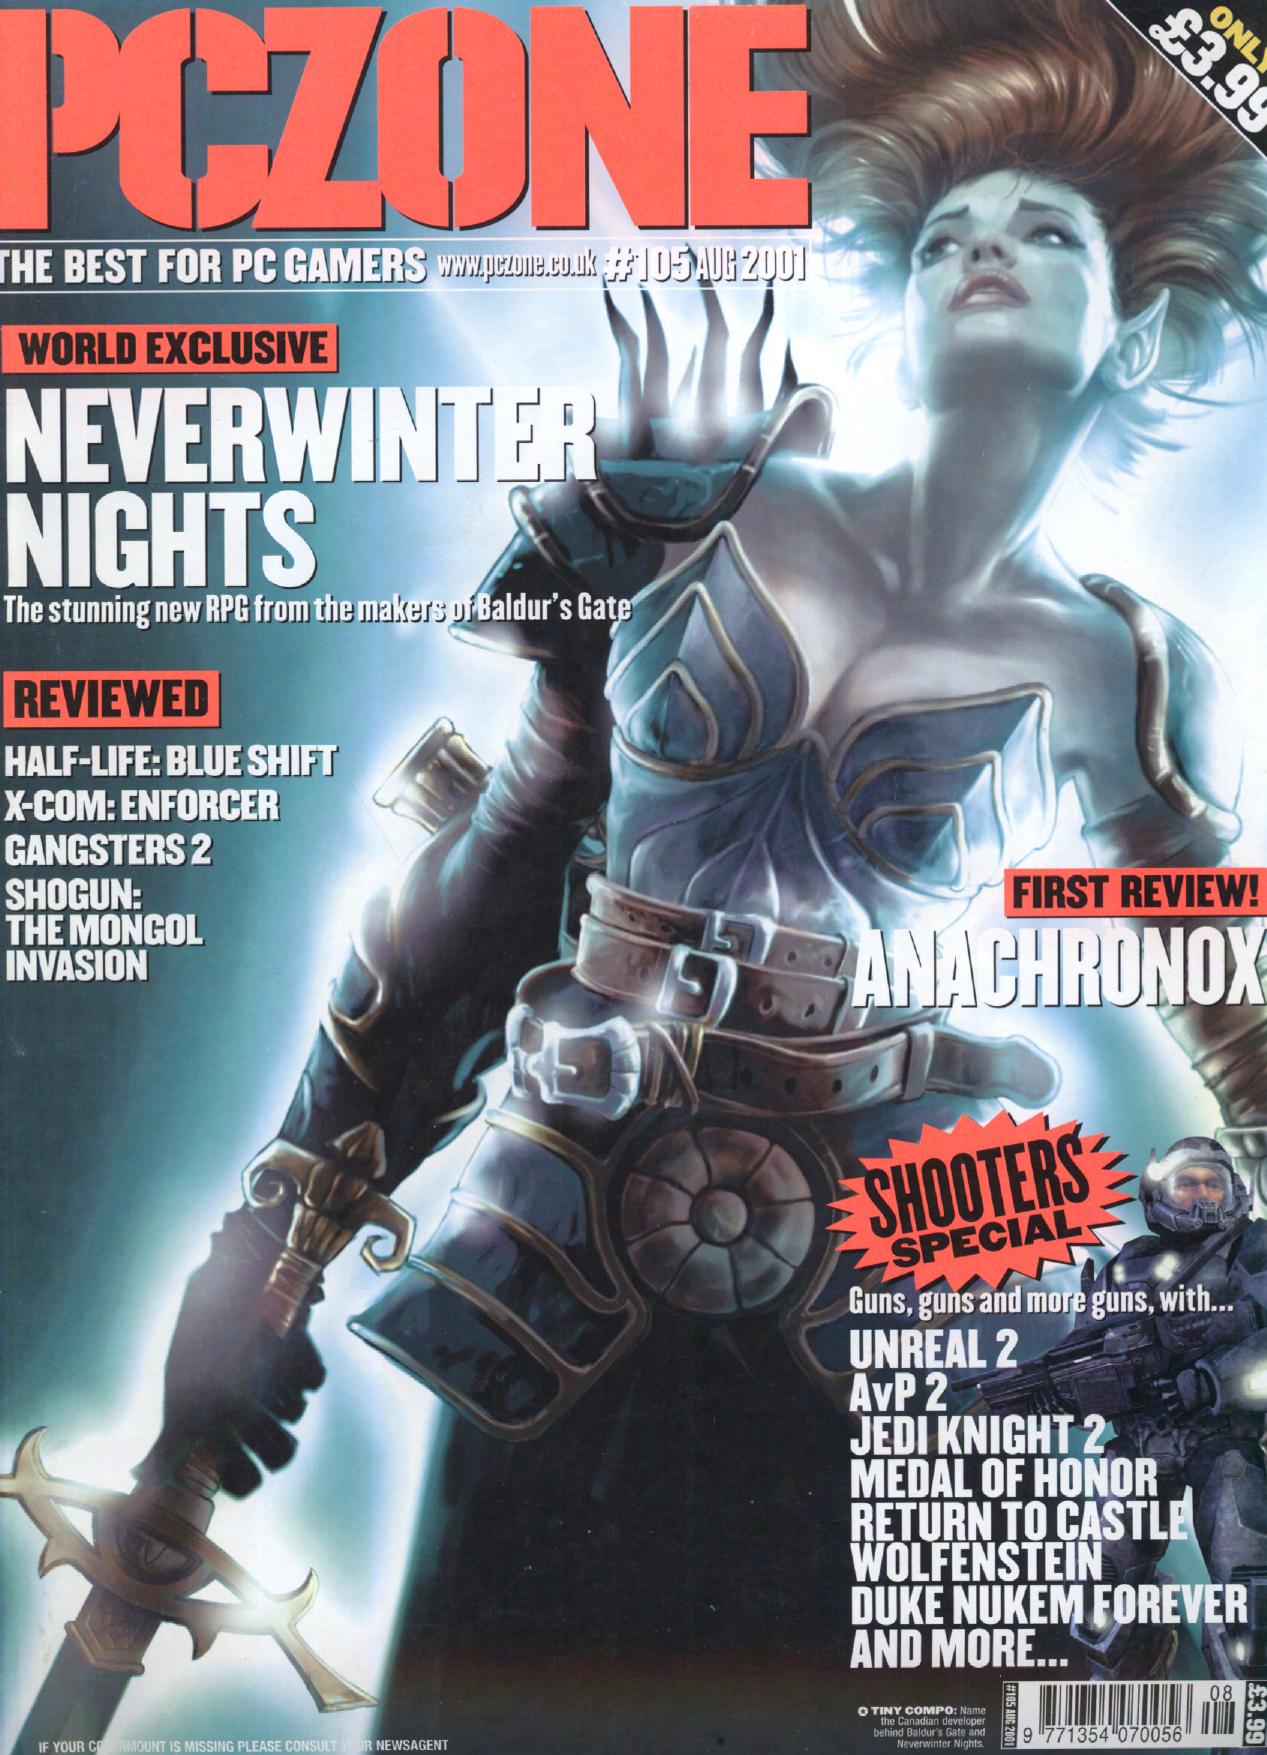 PCZONE
ONLY
£3.99
THE BEST FOR PC GAMERS www.pczone.co.uk #105 AUG 2001
WORLD EXCLUSIVE
NEVERWINTER
NIGHTS
The stunning new RPG from the makers of Baldur's Gate
REVIEWED
HALF-LIFE: BLUE SHIFT
X-COM: ENFORCER
GANGSTERS 2
SHOGUN:
THE MONGOL
INVASION
FIRST REVIEW!
ANACHRONOX
SHOOTERS'
SPECIAL
Guns, guns and more guns, with...
UNREAL 2
AvP 2
JEDI KNIGHT 2
MEDAL OF HONOR
RETURN TO CASTLE
WOLFENSTEIN
DUKE NUKEM FOREVER
AND MORE...
TINY COMPO: Name
the Canadian developer
behind Baldur's Gate and
Neverwinter Nights.
#105 AUG 2001
9 771354 070056
08
£3.99
IF YOUR COVERMOUNT IS MISSING PLEASE CONSULT YOUR NEWSAGENT